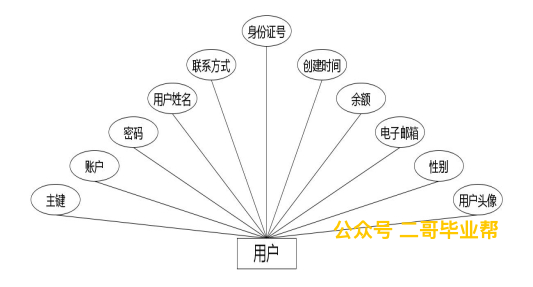 身份证号
联系方式
创建时间
用户姓名
余额
密码
电子邮箱
账户
性别
主键
用户头像
公众号 二哥毕业帮
用户